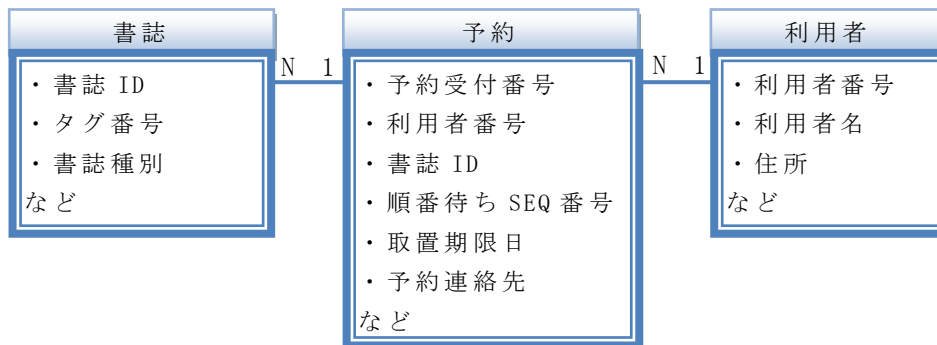 書誌
・書誌 ID
・タグ番号
・書誌種別
など
N 1
予約
・予約受付番号
・利用者番号
・書誌 ID
・順番待ち SEQ 番号
・取置期限日
・予約連絡先
など
N 1
利用者
・利用者番号
・利用者名
・住所
など